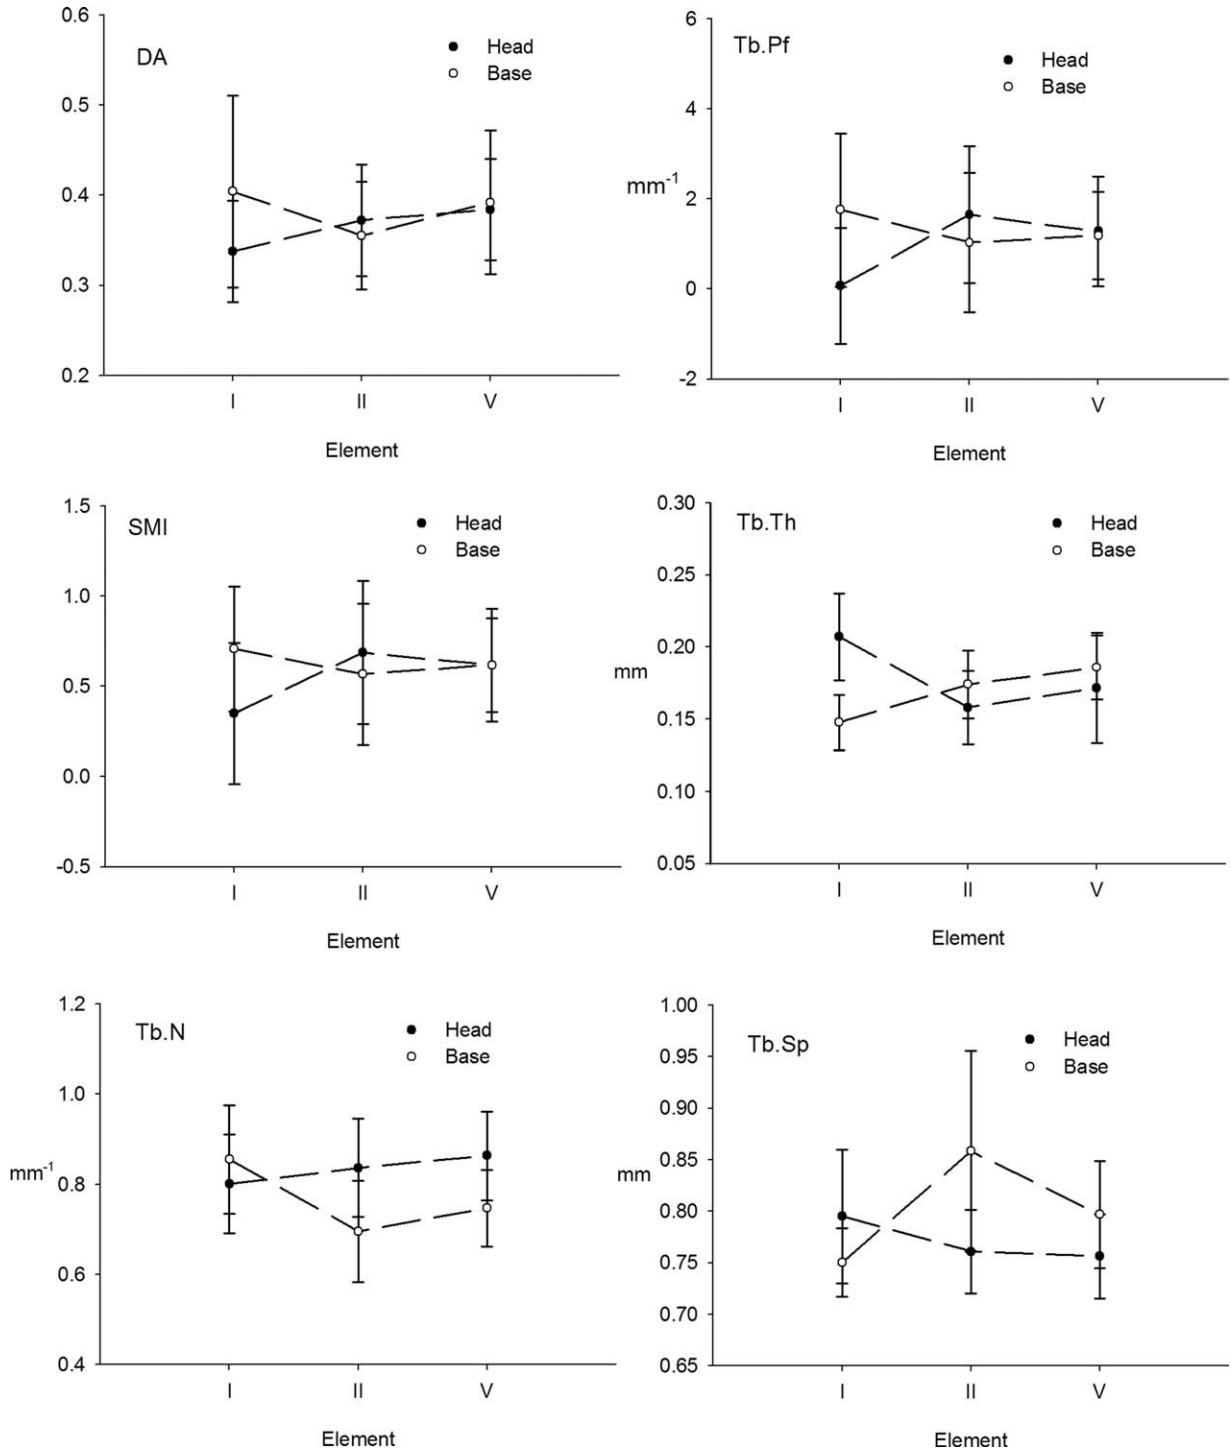 DA
Head
Base
0.6
0.5
0.4
0.3
0.2
I II V
Element
Tb.Pf
Head
Base
mm-1
6
4
2
0
-2
I II V
Element
SMI
Head
Base
1.5
1.0
0.5
0.0
-0.5
I II V
Element
Tb.Th
Head
Base
mm
0.30
0.25
0.20
0.15
0.10
0.05
I II V
Element
Tb.N
Head
Base
mm-1
1.2
1.0
0.8
0.6
0.4
I II V
Element
Tb.Sp
Head
Base
mm
1.00
0.95
0.90
0.85
0.80
0.75
0.70
0.65
I II V
Element